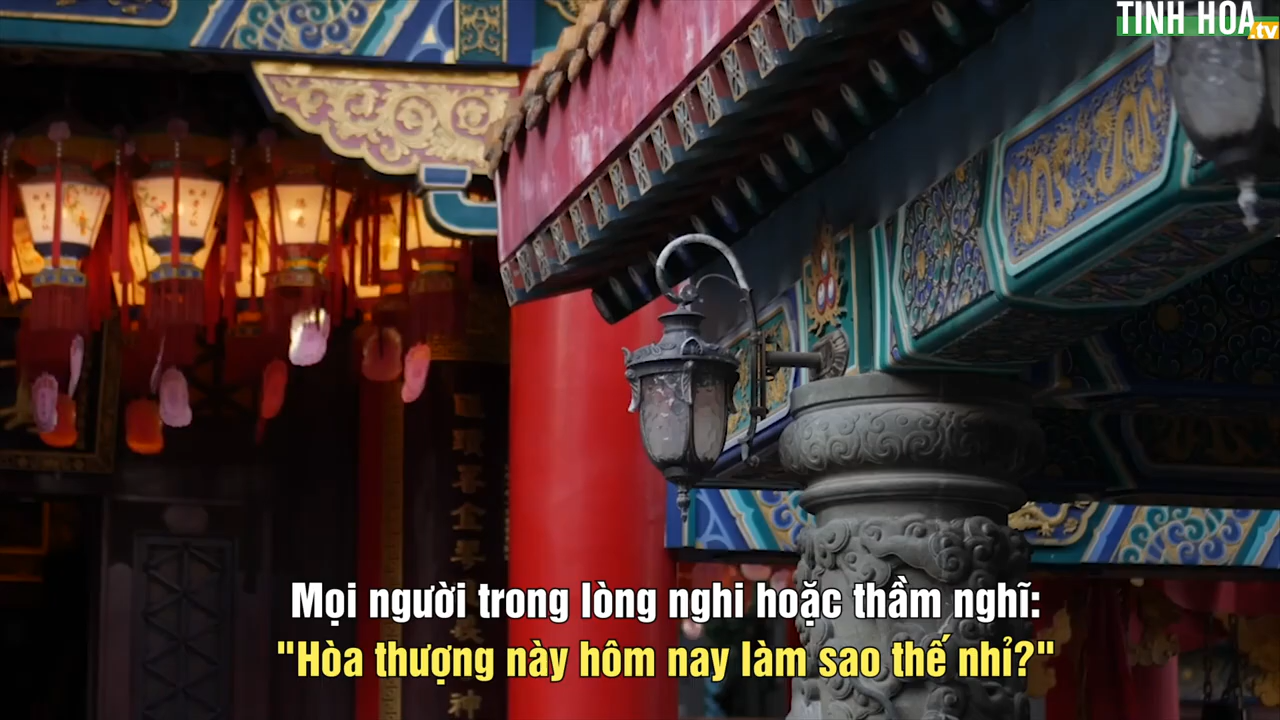 TINH HOA
.tv
Mọi người trong lòng nghi hoặc thầm nghĩ:
"Hòa thượng này hôm nay làm sao thế nhỉ?"